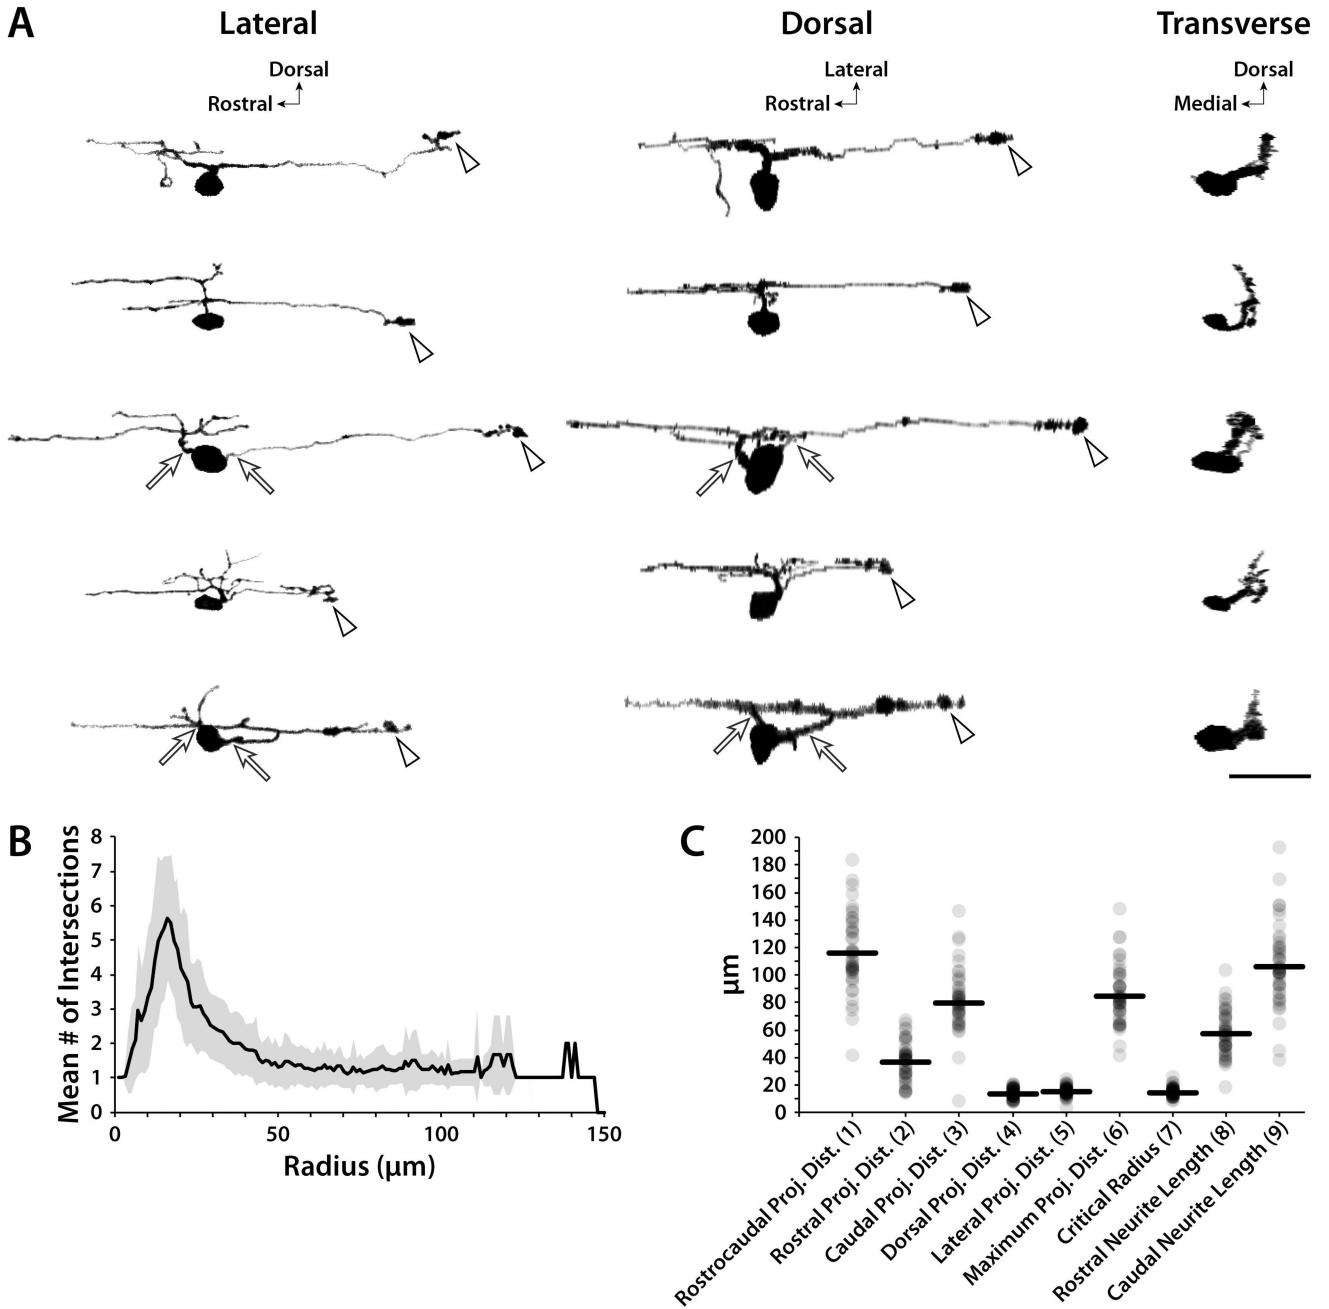 A
Lateral
Dorsal
Transverse
Dorsal
Rostral
Lateral
Rostral
Dorsal
Medial
B
Mean # of Intersections
8
7
6
5
4
3
2
1
0
0
50
100
150
Radius (µm)
C
µm
200
180
160
140
120
100
80
60
40
20
0
Rostrocaudal Proj. Dist. (1)
Rostral Proj. Dist. (2)
Caudal Proj. Dist. (3)
Dorsal Proj. Dist. (4)
Lateral Proj. Dist. (5)
Maximum Proj. Dist. (6)
Critical Radius (7)
Rostral Neurite Length (8)
Caudal Neurite Length (9)